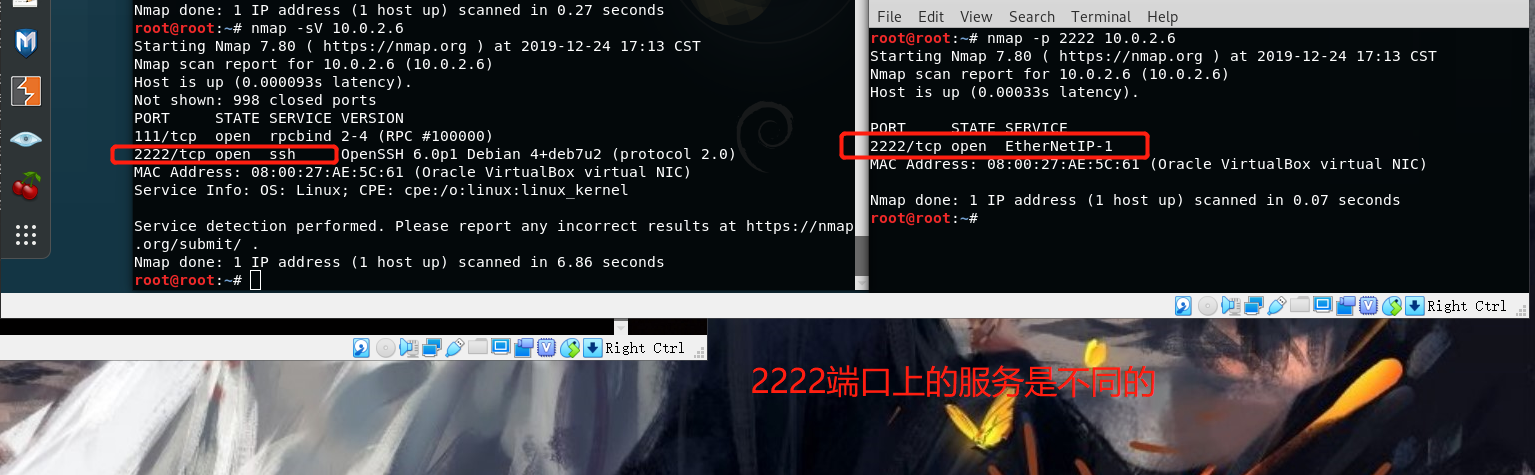 Nmap done: 1 IP address (1 host up) scanned in 0.27 seconds
root@root:~# nmap -sV 10.0.2.6
Starting Nmap 7.80 ( https://nmap.org ) at 2019-12-24 17:13 CST
Nmap scan report for 10.0.2.6 (10.0.2.6)
Host is up (0.000093s latency).
Not shown: 998 closed ports
PORT     STATE SERVICE VERSION
111/tcp  open  rpcbind 2-4 (RPC #100000)
2222/tcp open  ssh     OpenSSH 6.0p1 Debian 4+deb7u2 (protocol 2.0)
MAC Address: 08:00:27:AE:5C:61 (Oracle VirtualBox virtual NIC)
Service Info: OS: Linux; CPE: cpe:/o:linux:linux_kernel
Service detection performed. Please report any incorrect results at https://nmap
.org/submit/ .
Nmap done: 1 IP address (1 host up) scanned in 6.86 seconds
root@root:~#
File Edit View Search Terminal Help
root@root:~# nmap -p 2222 10.0.2.6
Starting Nmap 7.80 ( https://nmap.org ) at 2019-12-24 17:13 CST
Nmap scan report for 10.0.2.6 (10.0.2.6)
Host is up (0.00033s latency).
PORT     STATE SERVICE
2222/tcp open  EtherNetIP-1
MAC Address: 08:00:27:AE:5C:61 (Oracle VirtualBox virtual NIC)
Nmap done: 1 IP address (1 host up) scanned in 0.07 seconds
root@root:~#
Right Ctrl
Right Ctrl
2222端口上的服务是不同的